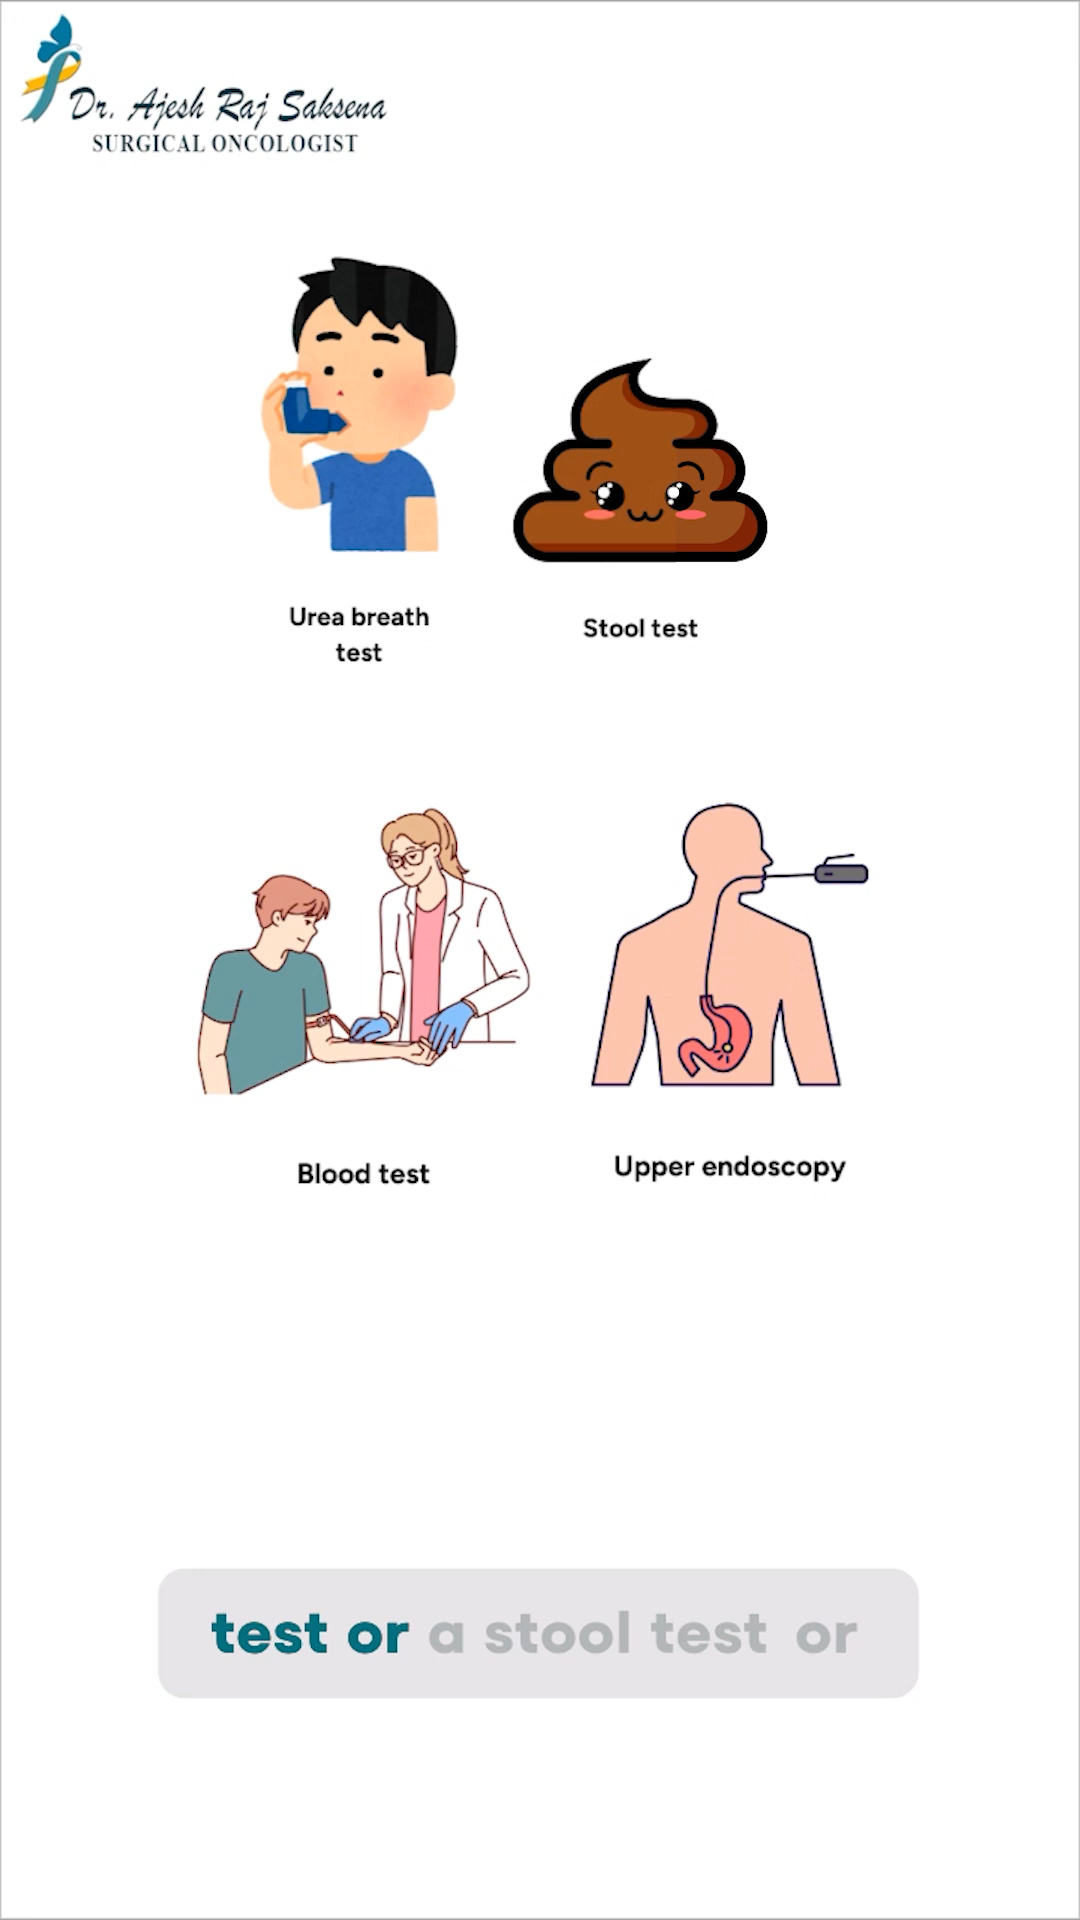 Dr. Ajesh Raj Saksena
SURGICAL ONCOLOGIST
Urea breath
test
Stool test
Blood test
Upper endoscopy
test or a stool test or